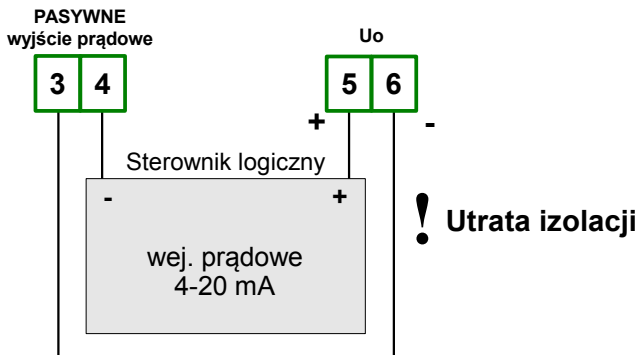 PASYWNE
wyjście prądowe
Uo
3 4
5 6
+ -
Sterownik logiczny
- +
! Utrata izolacji
wej. prądowe
4-20 mA